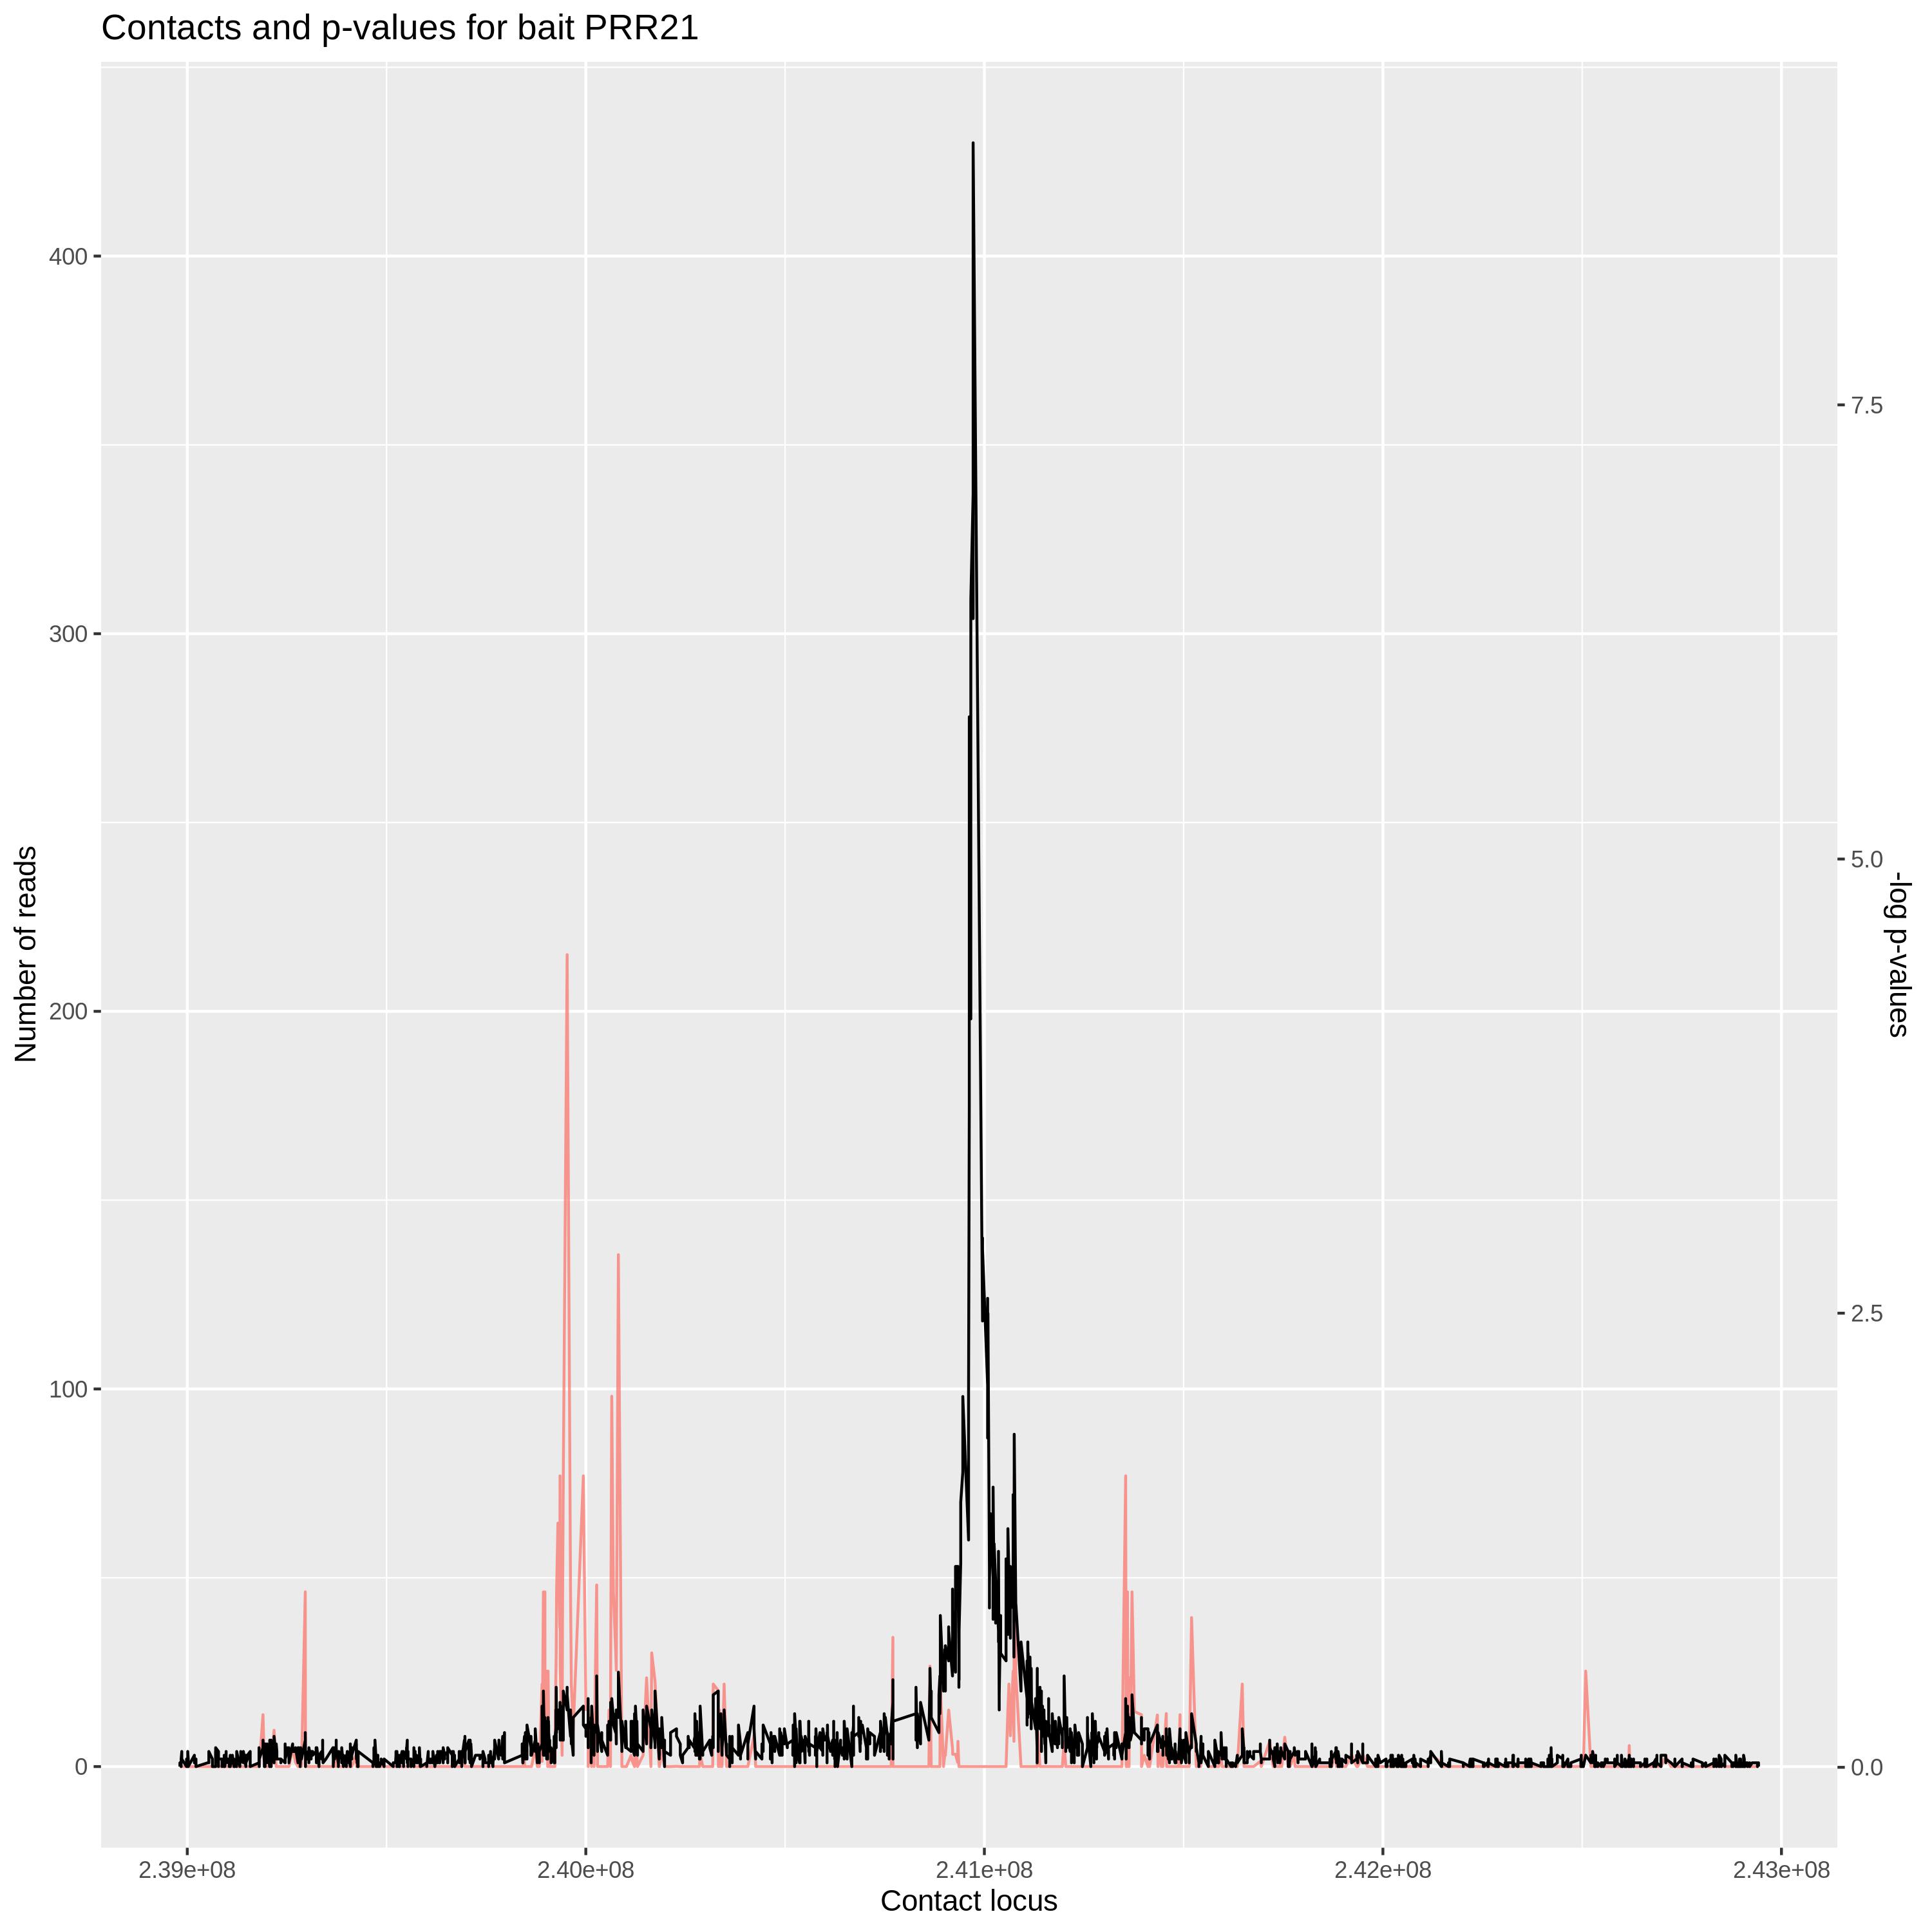 Contacts and p-values for bait PRR21
Number of reads
400
300
200
100
0
7.5
5.0
2.5
0.0
-log p-values
2.39e+08 2.40e+08 2.41e+08 2.42e+08 2.43e+08
Contact locus